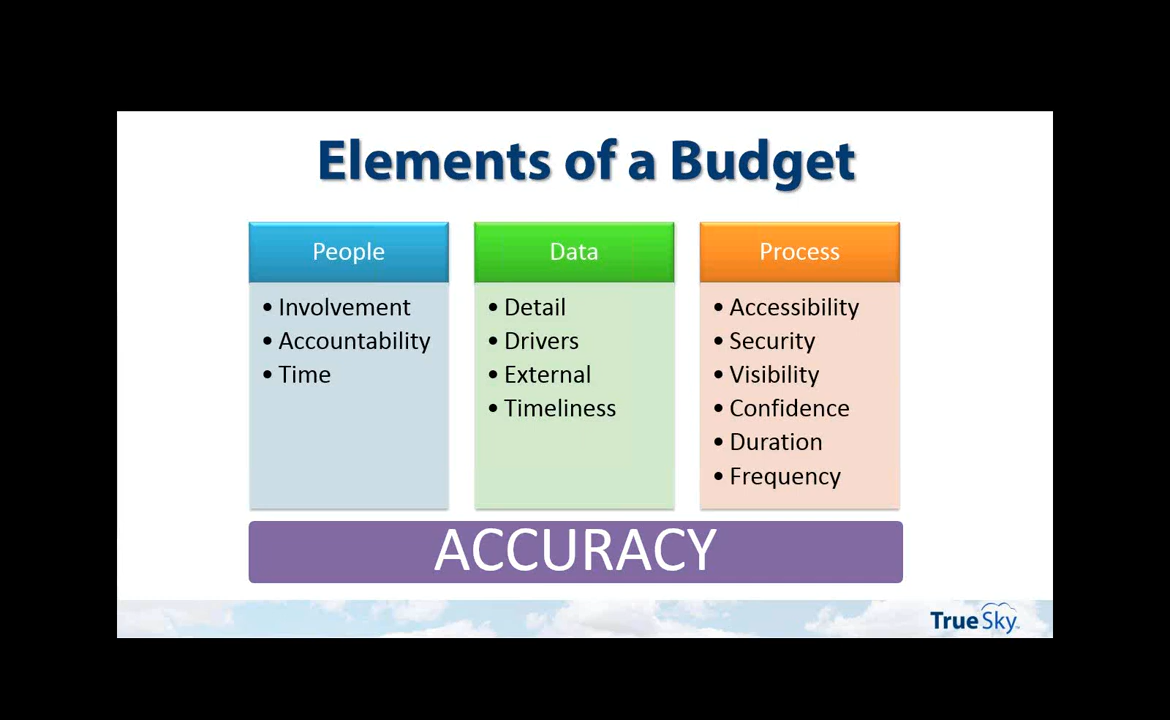 Elements of a Budget
People
• Involvement
• Accountability
• Time
Data
• Detail
• Drivers
• External
• Timeliness
Process
• Accessibility
• Security
• Visibility
• Confidence
• Duration
• Frequency
ACCURACY
TrueSky